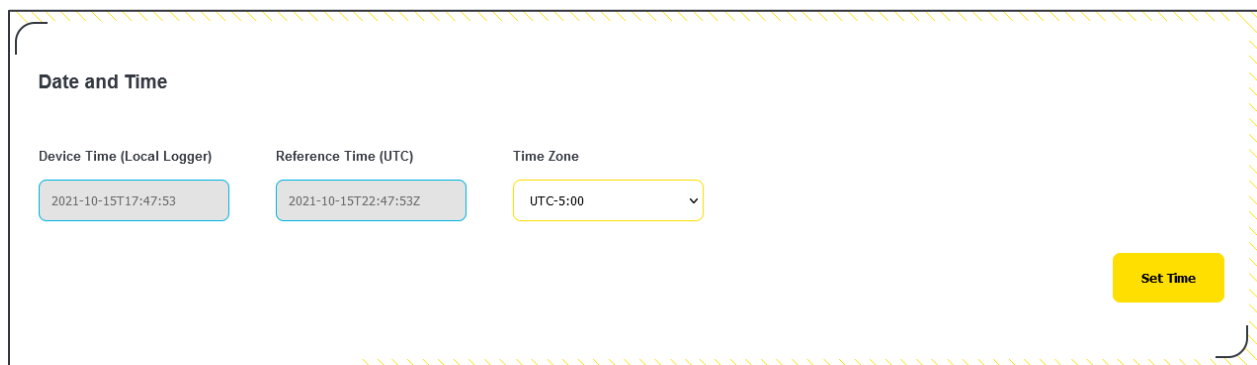 Date and Time
Device Time (Local Logger) Reference Time (UTC) Time Zone
2021-10-15T17:47:53 2021-10-15T22:47:53Z UTC-5:00
Set Time